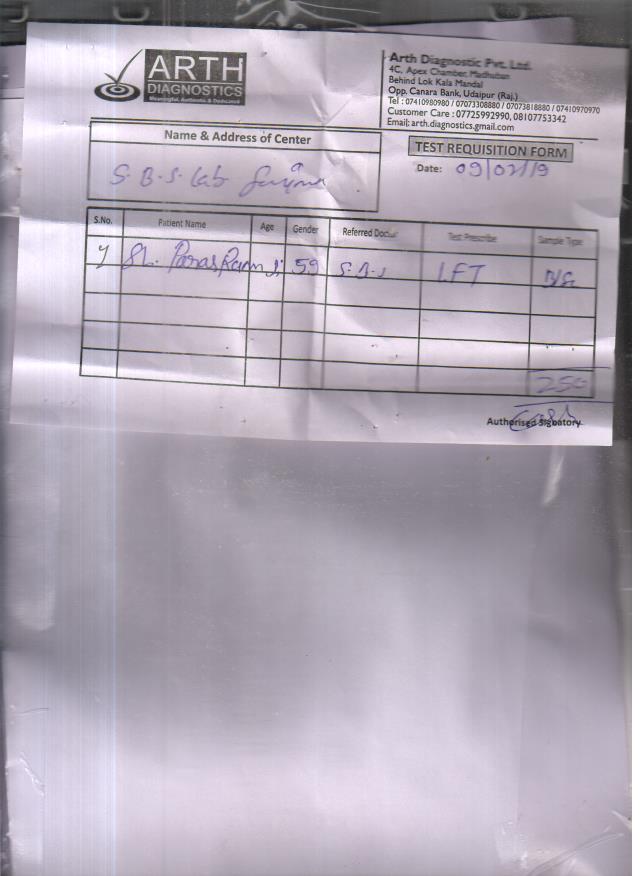 ARTH
DIAGNOSTICS
Meaningful, Authentic & Dedicated
Arth Diagnostic Pvt. Ltd.
4C, Apex Chamber, Madhuban
Behind Lok Kala Mandal
Opp. Canara Bank, Udaipur (Raj.)
Tel : 07410980980 / 07073308880 / 07073818880 / 07410970970
Customer Care : 07725992990, 08107753342
Email: arth.diagnostics.gmail.com
Name & Address of Center
S.B.S. Lab
TEST REQUISITION FORM
Date: 09/02/19
S.No. Patient Name Age Gender Referred Doctor Test Prescribe Sample Type
1 Sh. Paras Ram ji 59 S.B.S LFT
250
Authorised Signatory